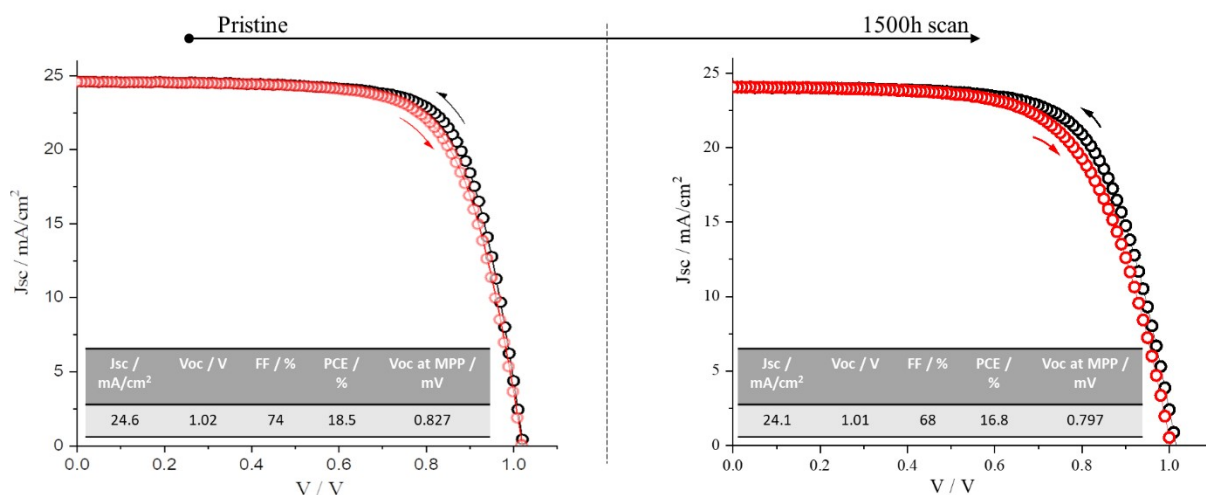 Pristine
1500h scan
25
20
15
10
5
0
Jsc / mA/cm²
Jsc / Voc / V FF / % PCE / Voc at MPP /
mA/cm² % mV
24.6 1.02 74 18.5 0.827
0.0 0.2 0.4 0.6 0.8 1.0
V / V
25
20
15
10
5
0
Jsc / mA/cm²
Jsc / Voc / V FF / % PCE / Voc at MPP /
mA/cm² % mV
24.1 1.01 68 16.8 0.797
0.0 0.2 0.4 0.6 0.8 1.0
V / V